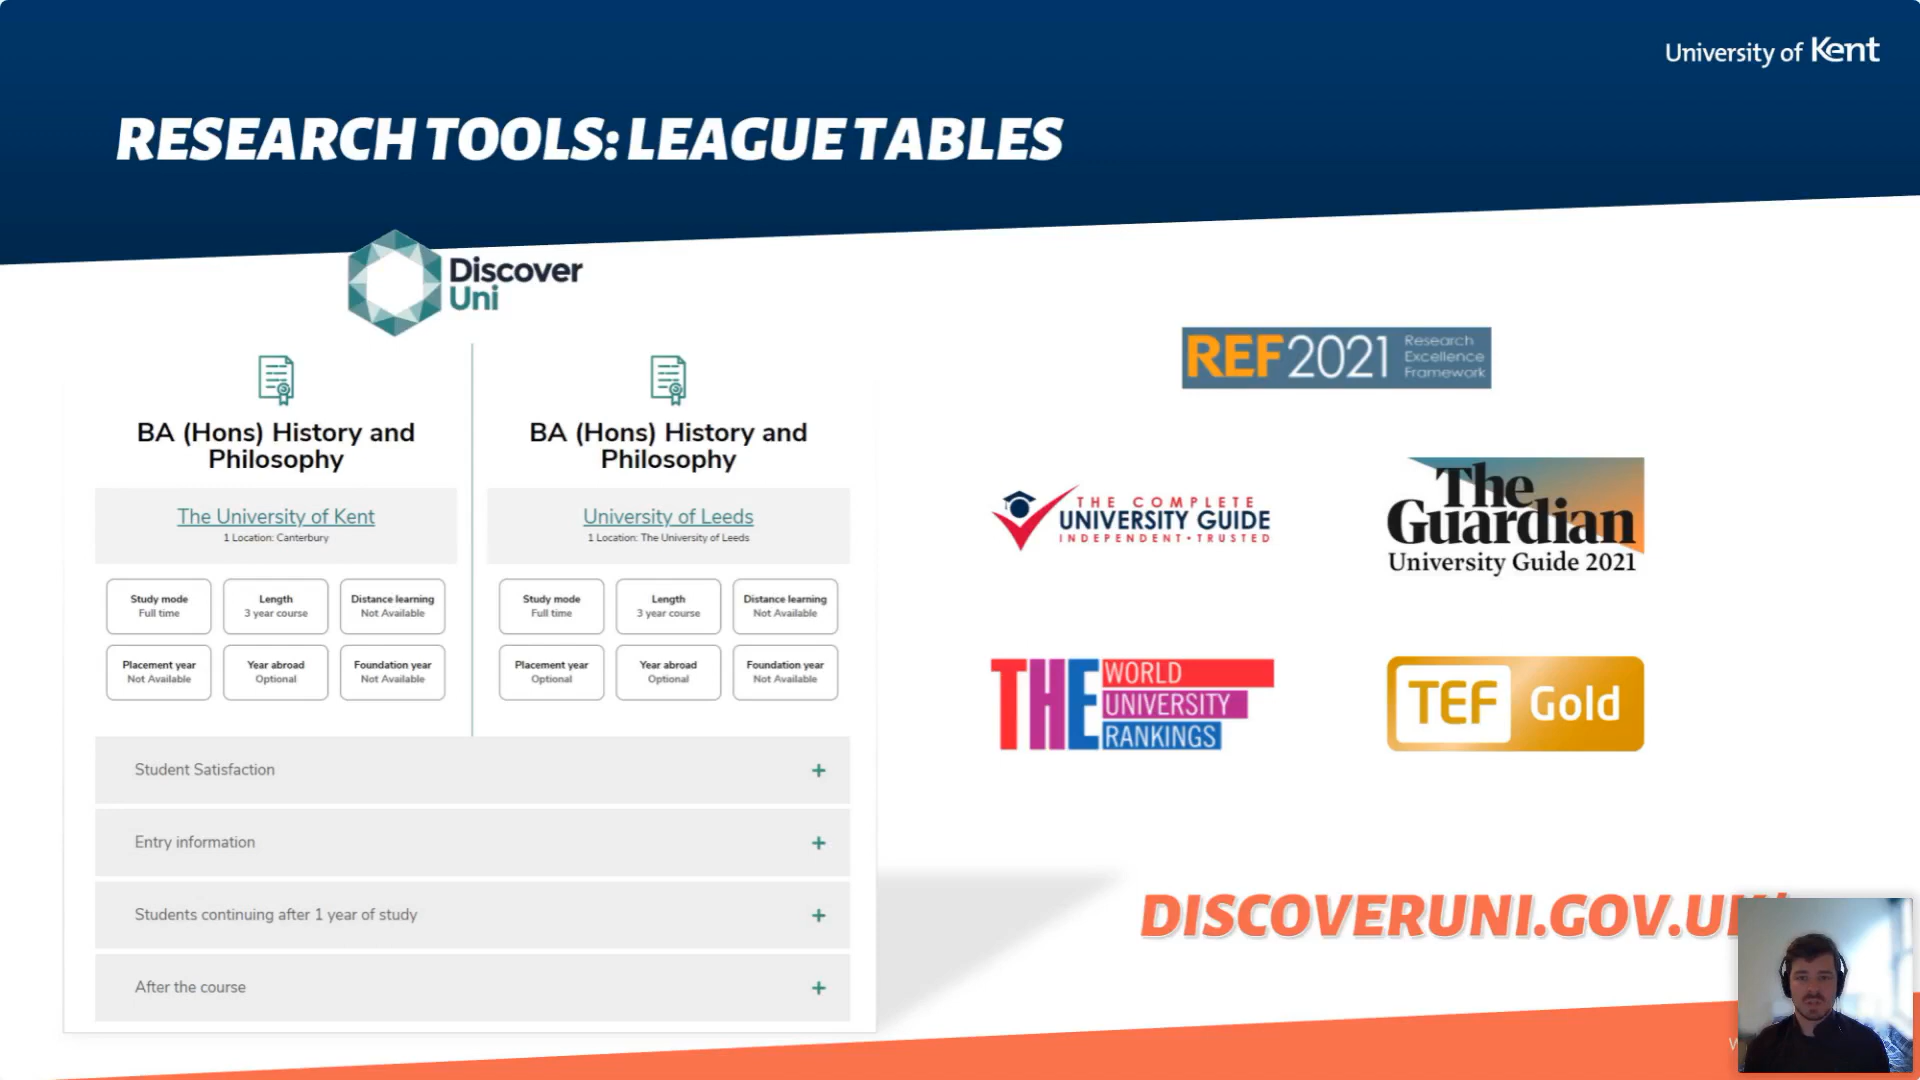 University of Kent
RESEARCH TOOLS: LEAGUE TABLES
Discover
Uni
BA (Hons) History and
Philosophy
The University of Kent
1 Location: Canterbury
Study mode
Full time
Length
3 year course
Distance learning
Not Available
Placement year
Not Available
Year abroad
Optional
Foundation year
Not Available
BA (Hons) History and
Philosophy
University of Leeds
1 Location: The University of Leeds
Study mode
Full time
Length
3 year course
Distance learning
Not Available
Placement year
Optional
Year abroad
Optional
Foundation year
Not Available
Student Satisfaction +
Entry information +
Students continuing after 1 year of study +
After the course +
REF2021
Research
Excellence
Framework
THE COMPLETE
UNIVERSITY GUIDE
INDEPENDENT • TRUSTED
The
Guardian
University Guide 2021
THE
WORLD
UNIVERSITY
RANKINGS
TEF Gold
DISCOVERUNI.GOV.UK/